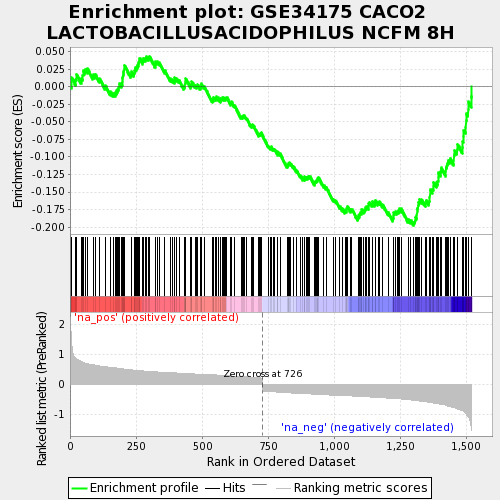 Enrichment plot: GSE34175 CACO2
LACTOBACILLUSACIDOPHILUS NCFM 8H
Enrichment score (ES)
0.050
0.025
0.000
-0.025
-0.050
-0.075
-0.100
-0.125
-0.150
-0.175
-0.200
'na_pos' (positively correlated)
Ranked list metric (PreRanked)
2
1
0
-1
Zero cross at 726
'na_neg' (negatively correlated)
0 250 500 750 1,000 1,250 1,500
Rank in Ordered Dataset
Enrichment profile Hits Ranking metric scores